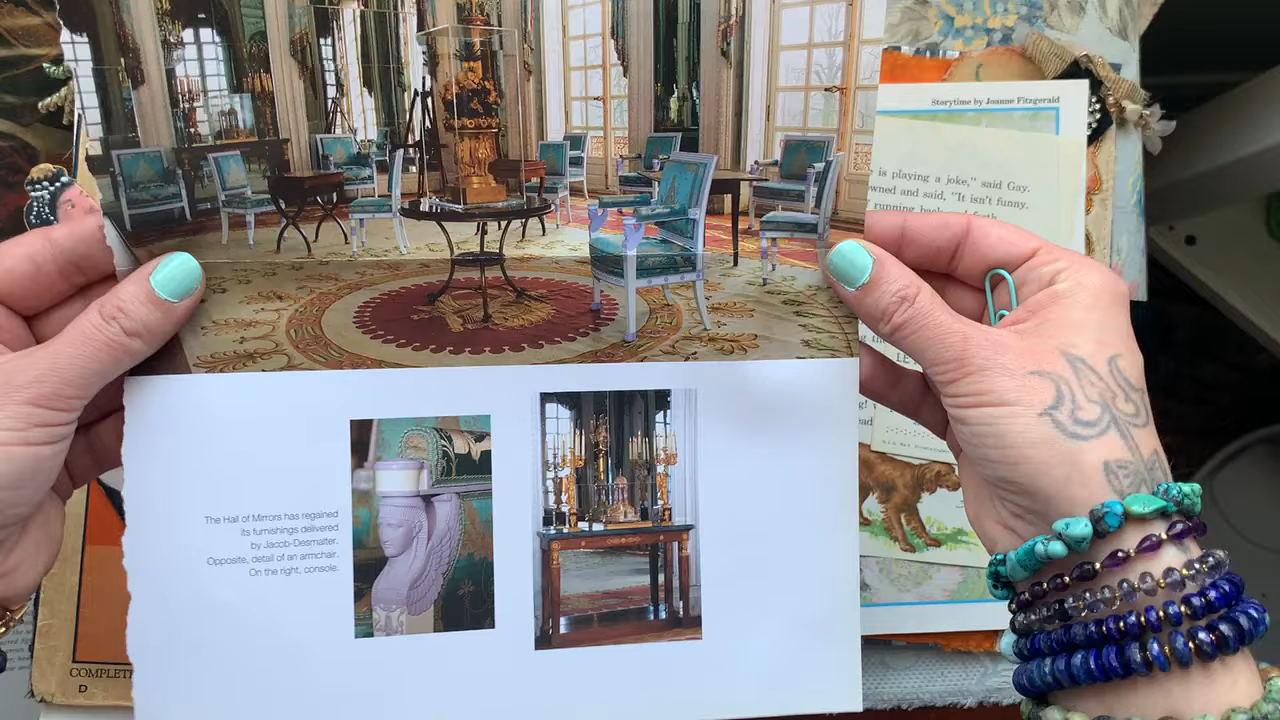 Storytime by Joanne Fitzgerald
is playing a joke," said Gay.
owned and said, "It isn't funny.
running back
The Hall of Mirrors has regained
its furnishings delivered
by Jacob-Desmalter.
Opposite, detail of an armchair.
On the right, console.
COMPLET
D